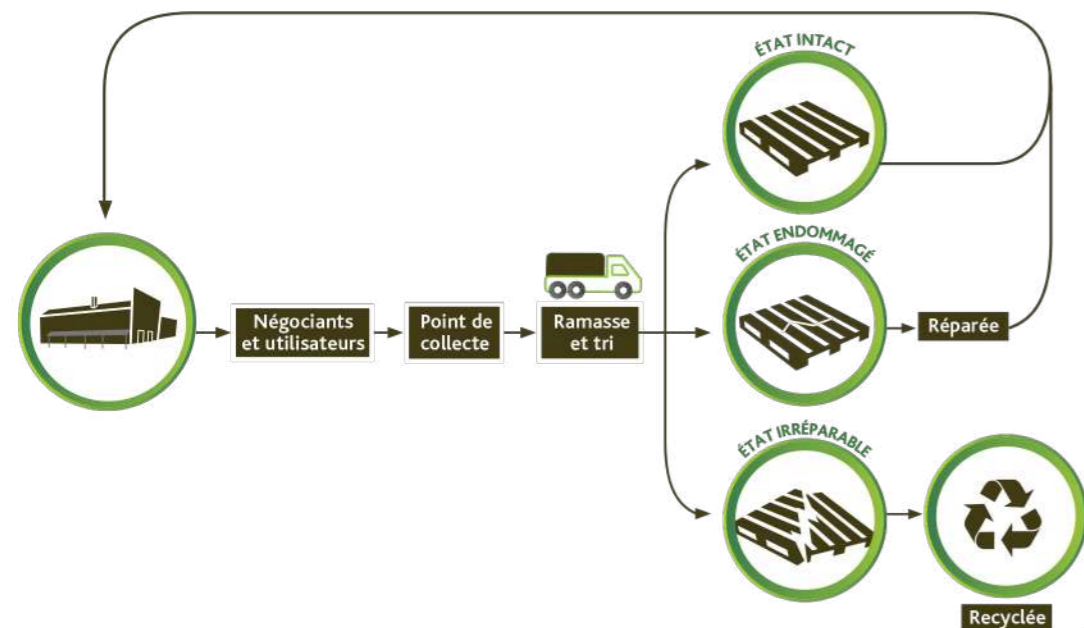 ÉTAT INTACT
ÉTAT ENDOMMAGÉ
Négociants
et utilisateurs
Point de
collecte
Ramasse
et tri
Réparée
ÉTAT IRRÉPARABLE
Recyclée